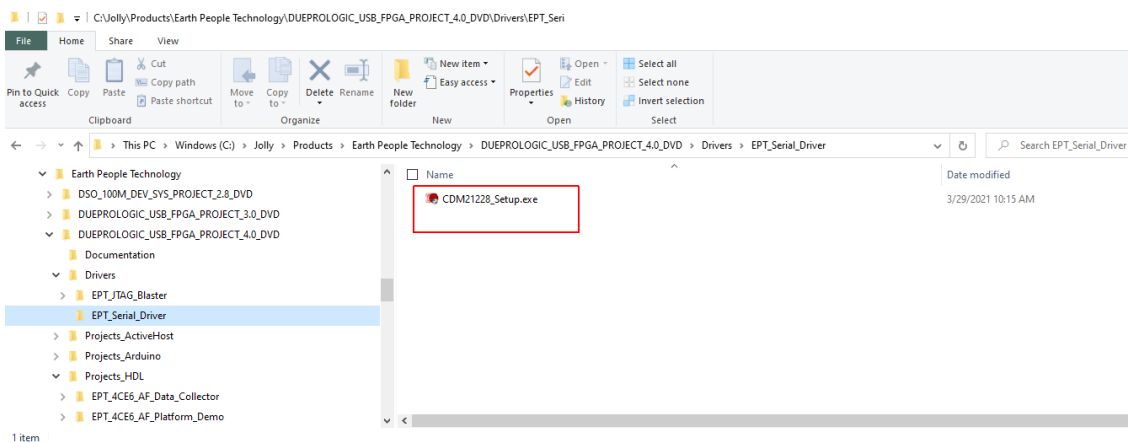 C:\Jolly\Products\Earth People Technology\DUEPROLOGIC_USB_FPGA_PROJECT_4.0_DVD\Drivers\EPT_Seri
File Home Share View
Pin to Quick access
Copy
Paste
Cut
Copy path
Paste shortcut
Move to
Copy to
Delete
Rename
New folder
New item
Easy access
Properties
Open
Edit
History
Select all
Select none
Invert selection
Clipboard Organize New Open Select
This PC > Windows (C:) > Jolly > Products > Earth People Technology > DUEPROLOGIC_USB_FPGA_PROJECT_4.0_DVD > Drivers > EPT_Serial_Driver
Search EPT_Serial_Driver
Earth People Technology
DSO_100M_DEV_SYS_PROJECT_2.8_DVD
DUEPROLOGIC_USB_FPGA_PROJECT_3.0_DVD
DUEPROLOGIC_USB_FPGA_PROJECT_4.0_DVD
Documentation
Drivers
EPT_JTAG_Blaster
EPT_Serial_Driver
Projects_ActiveHost
Projects_Arduino
Projects_HDL
EPT_4CE6_AF_Data_Collector
EPT_4CE6_AF_Platform_Demo
Name Date modified
CDM21228_Setup.exe 3/29/2021 10:15 AM
1 item